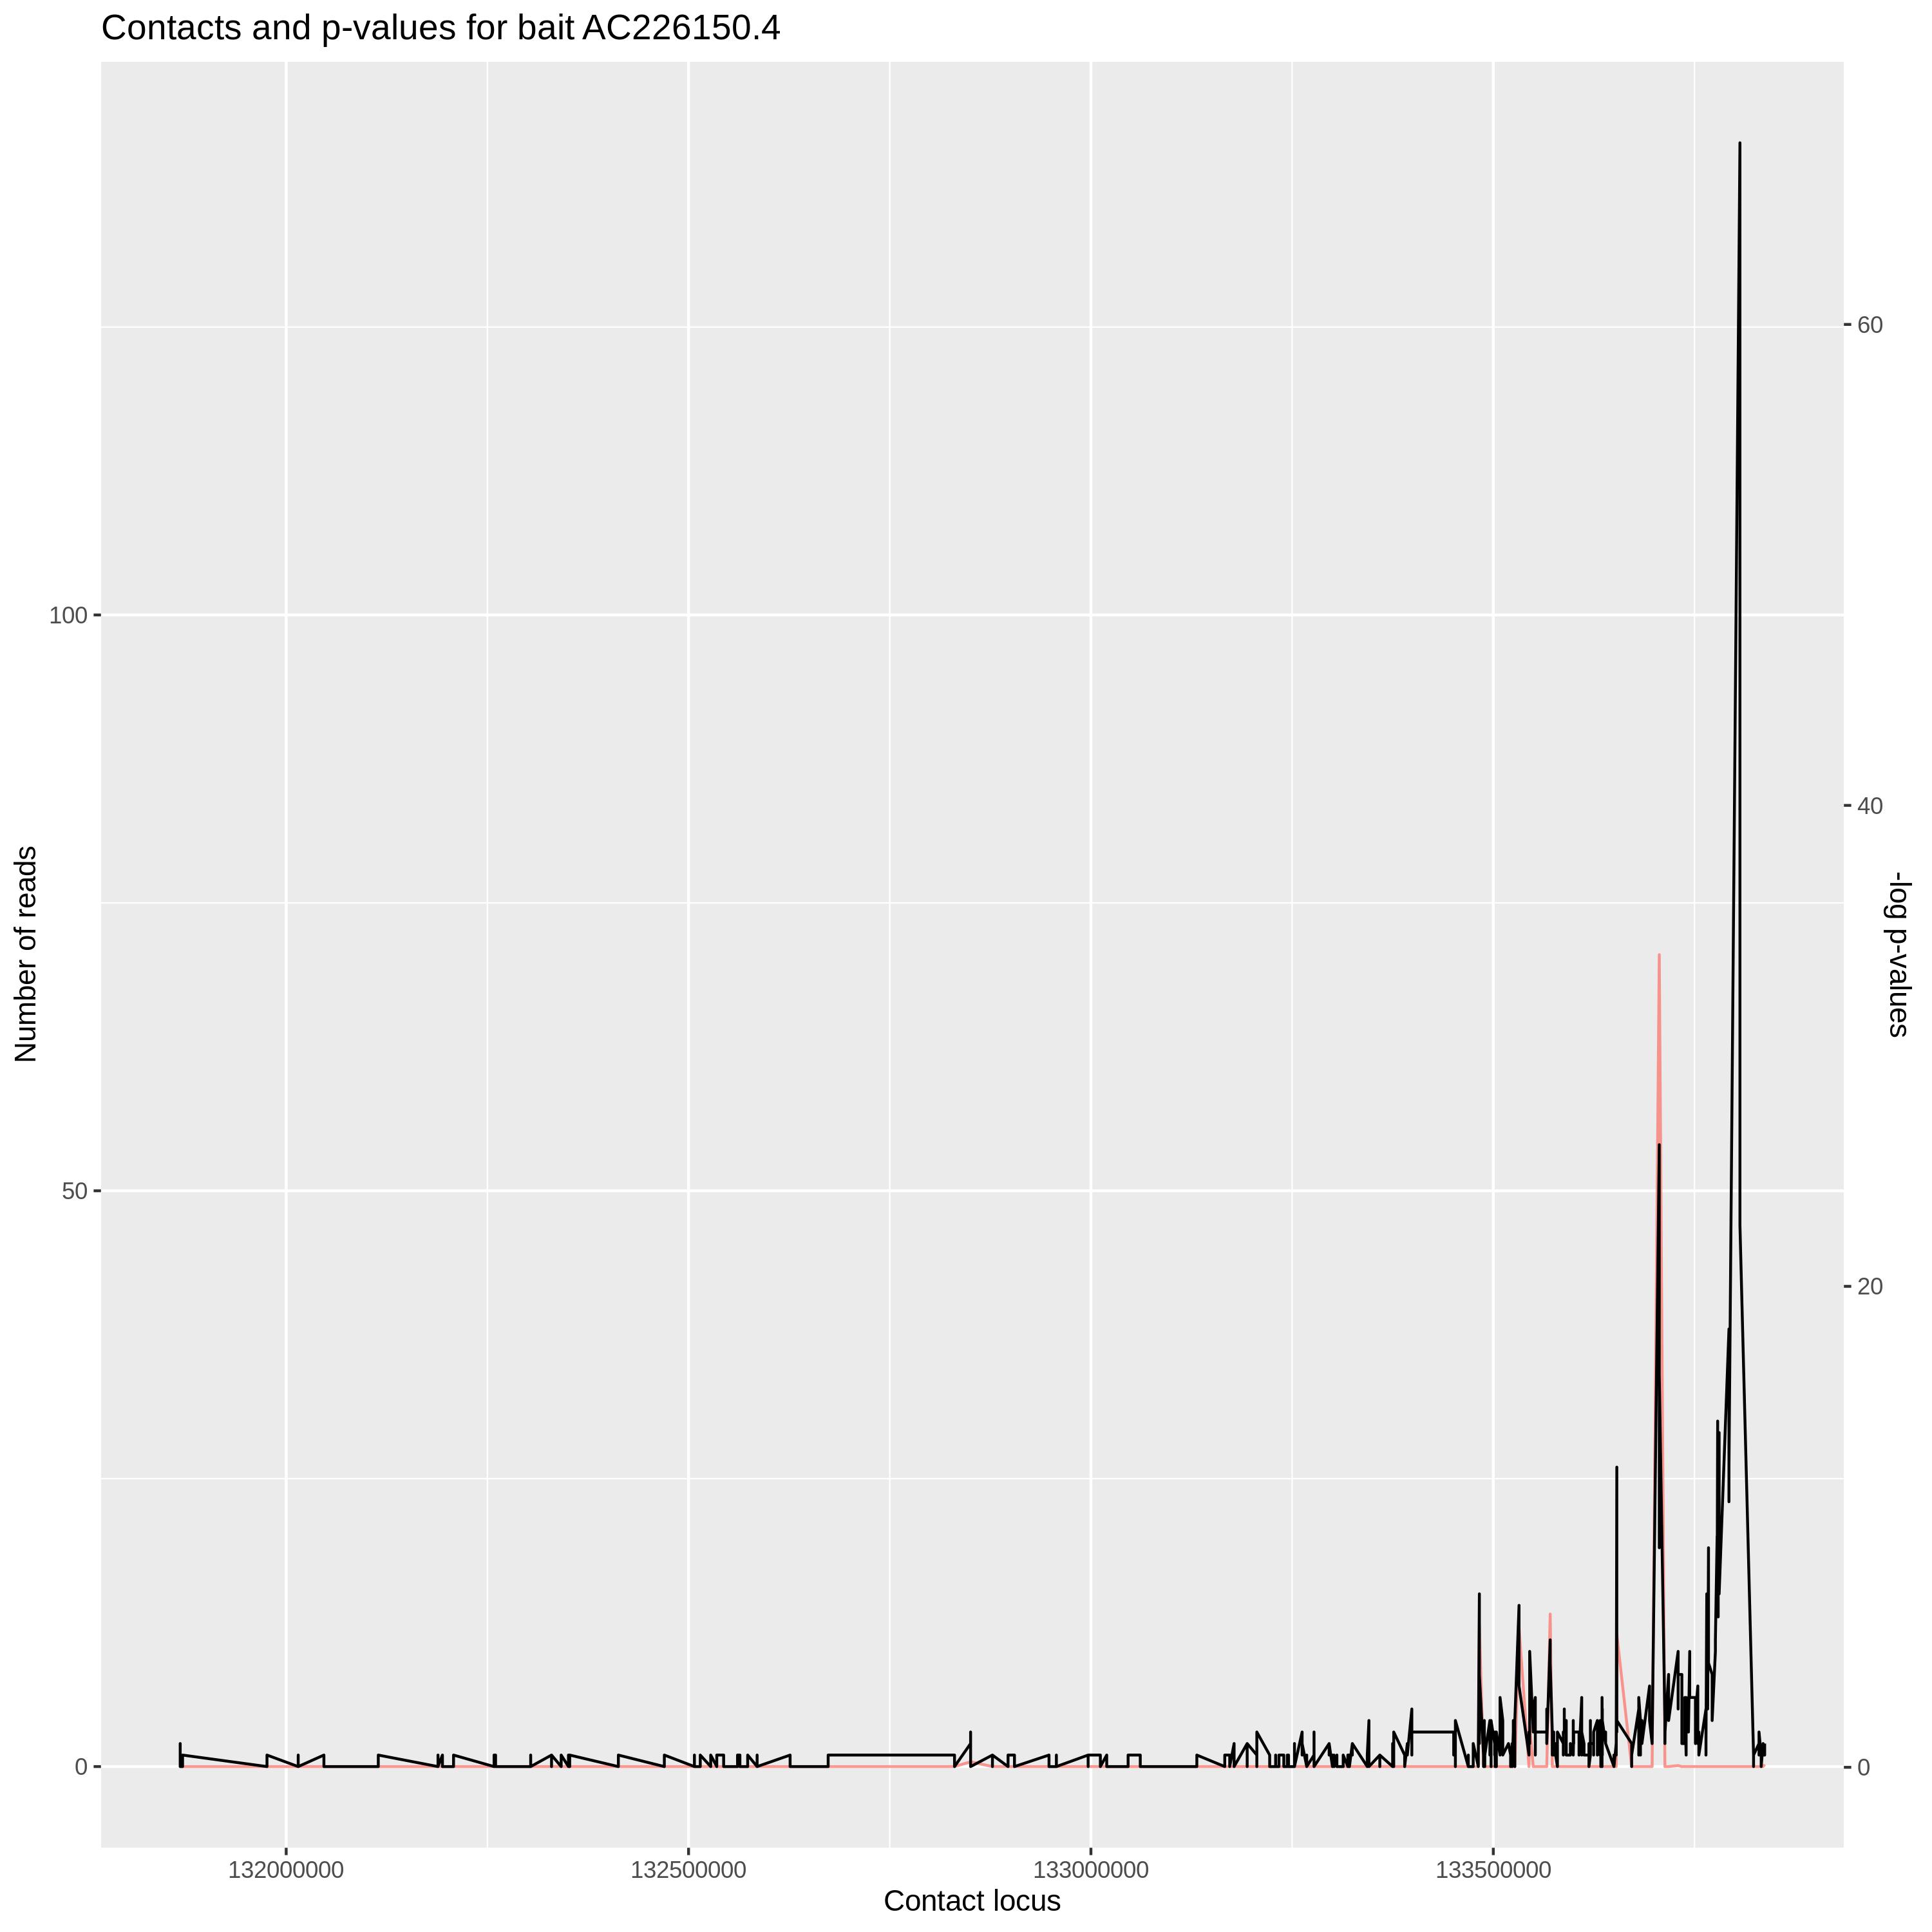 Contacts and p-values for bait AC226150.4
Number of reads
100
50
0
60
40
20
0
-log p-values
132000000
132500000
133000000
133500000
Contact locus